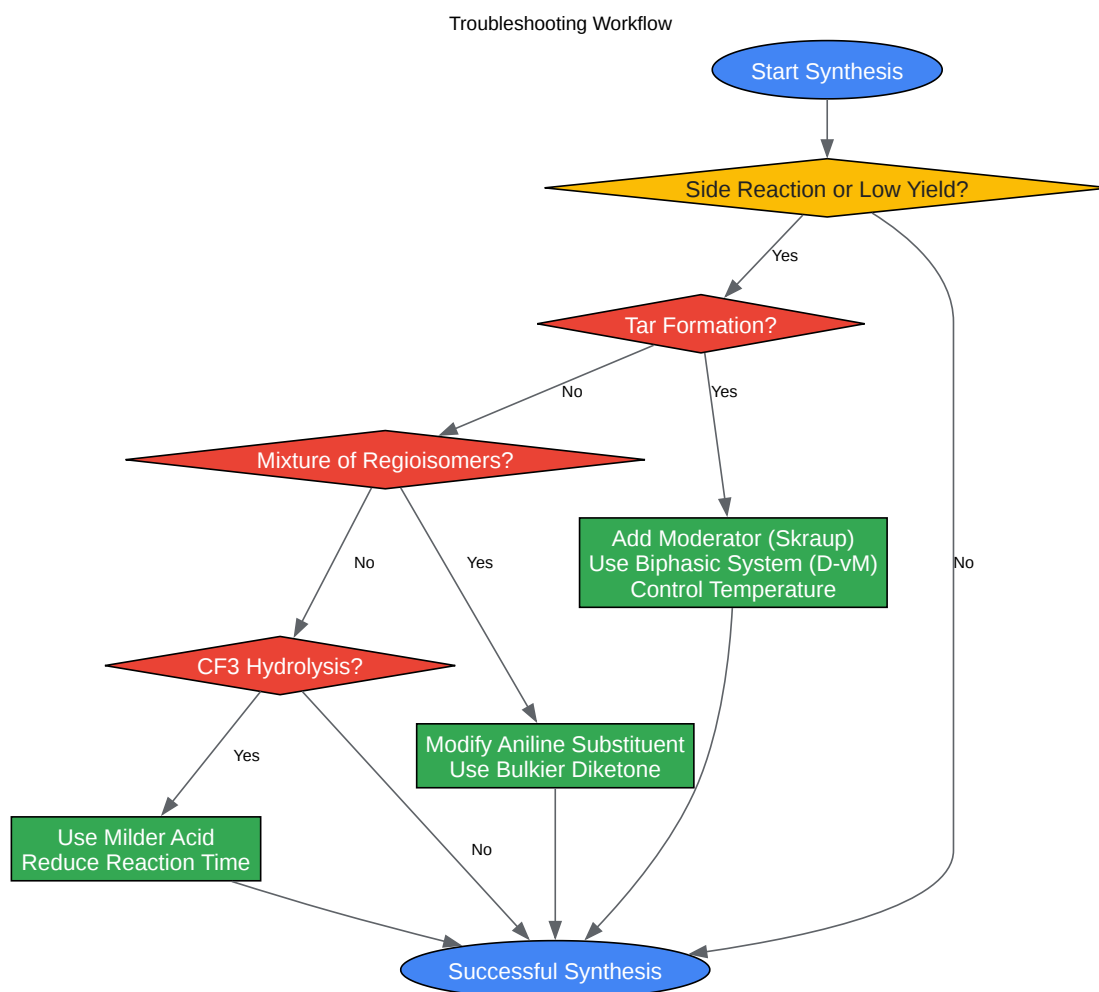 Troubleshooting Workflow
Start Synthesis
Side Reaction or Low Yield?
Yes
Tar Formation?
No
Yes
Mixture of Regioisomers?
Add Moderator (Skraup)
Use Biphasic System (D-vM)
Control Temperature
No
Yes
No
CF3 Hydrolysis?
Modify Aniline Substituent
Use Bulkier Diketone
Yes
Use Milder Acid
Reduce Reaction Time
No
Successful Synthesis